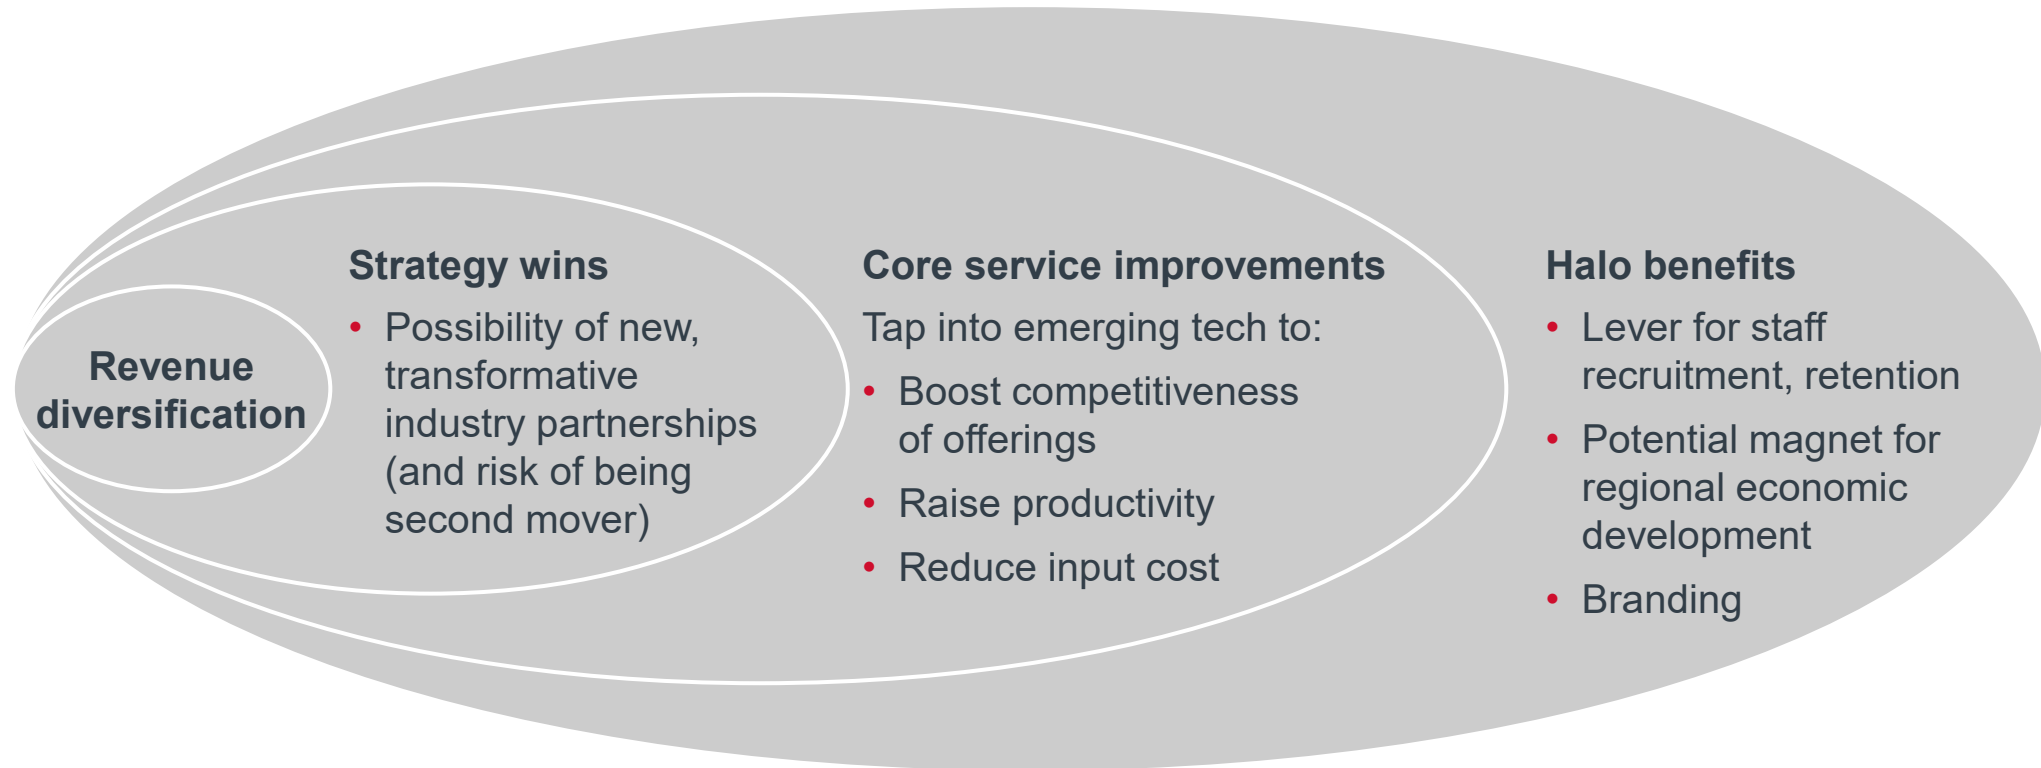 Revenue
diversification
Strategy wins
• Possibility of new,
transformative
industry partnerships
(and risk of being
second mover)
Core service improvements
Tap into emerging tech to:
• Boost competitiveness
of offerings
• Raise productivity
• Reduce input cost
Halo benefits
• Lever for staff
recruitment, retention
• Potential magnet for
regional economic
development
• Branding